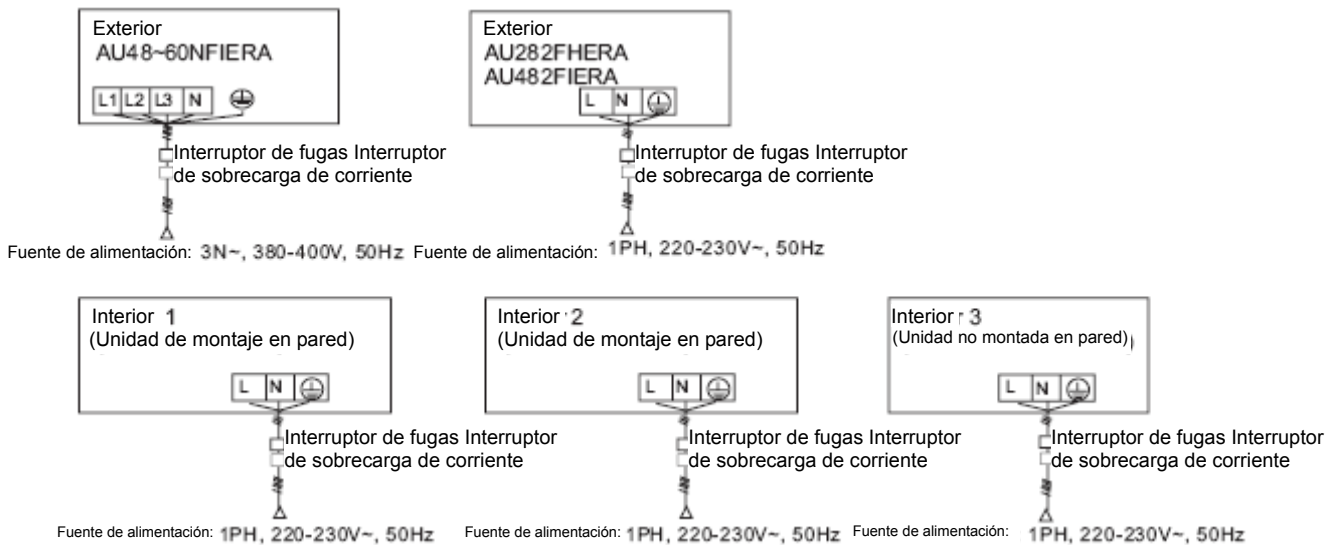 Exterior
AU48~60NFIERA
L1 L2 L3 N
Interruptor de fugas Interruptor
de sobrecarga de corriente
Fuente de alimentación: 3N~, 380-400V, 50Hz
Exterior
AU282FHERA
AU482FIERA
L N
Interruptor de fugas Interruptor
de sobrecarga de corriente
Fuente de alimentación: 1PH, 220-230V~, 50Hz
Interior 1
(Unidad de montaje en pared)
L N
Interruptor de fugas Interruptor
de sobrecarga de corriente
Fuente de alimentación: 1PH, 220-230V~, 50Hz
Interior 2
(Unidad de montaje en pared)
L N
Interruptor de fugas Interruptor
de sobrecarga de corriente
Fuente de alimentación: 1PH, 220-230V~, 50Hz
Interior 3
(Unidad no montada en pared)
L N
Interruptor de fugas Interruptor
de sobrecarga de corriente
Fuente de alimentación: 1PH, 220-230V~, 50Hz